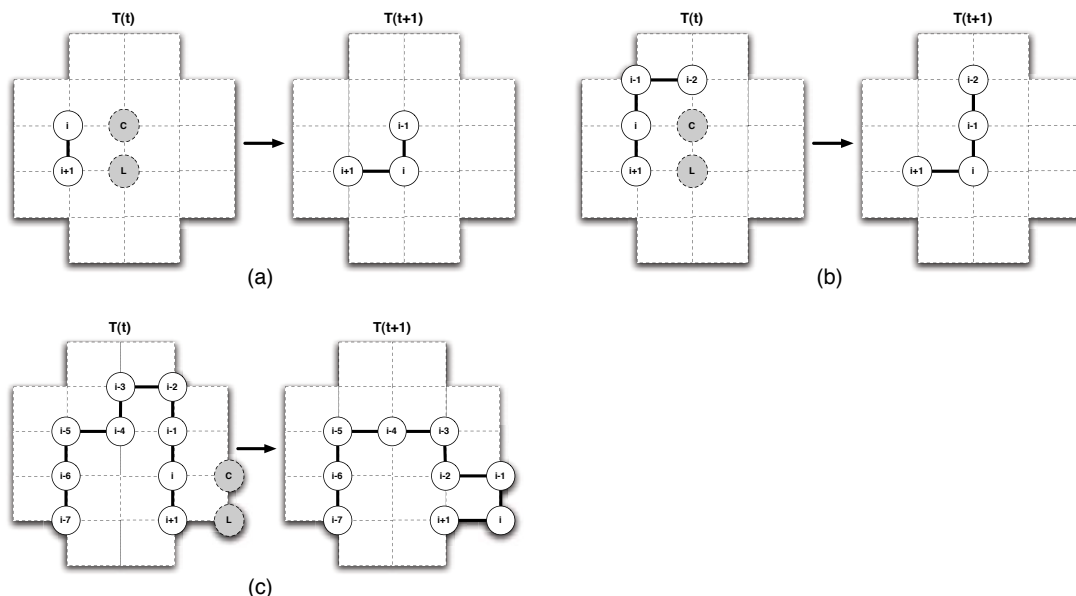 T(t) T(t+1) T(t) T(t+1)
i-1 i-2 i-2
i C i-1 i C i-1
i+1 L i+1 i i+1 L i+1 i
(a) (b)
T(t) T(t+1)
i-3 i-2
i-5 i-4 i-1 i-5 i-4 i-3
i-6 i C i-6 i-2 i-1
i-7 i+1 L i-7 i+1 i
(c)